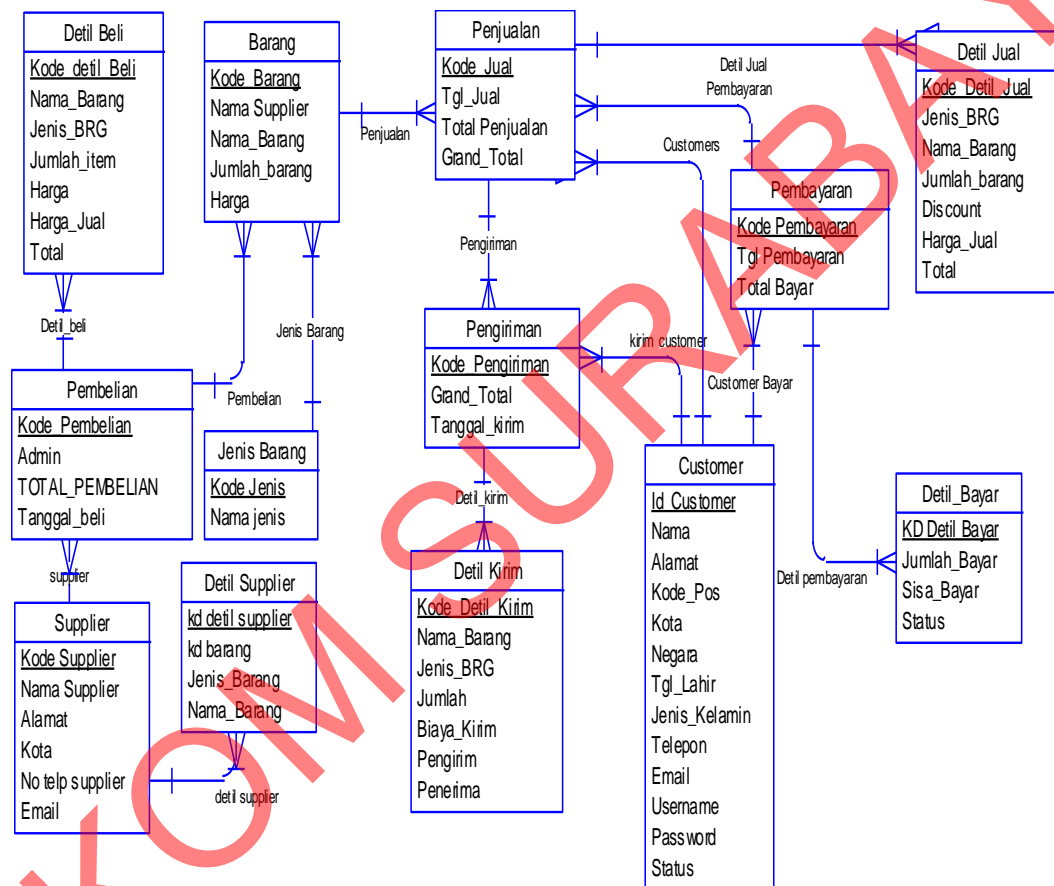 Detil Beli
Kode_detil_Beli
Nama_Barang
Jenis_BRG
Jumlah_item
Harga
Harga_Jual
Total
Barang
Kode_Barang
Nama Supplier
Nama_Barang
Jumlah_barang
Harga
Penjualan
Penjualan
Kode_Jual
Tgl_Jual
Total Penjualan
Grand_Total
Detil Jual
Pembayaran
Customers
Detil Jual
Kode_Detil_Jual
Jenis_BRG
Nama_Barang
Jumlah_barang
Discount
Harga_Jual
Total
Pembayaran
Kode Pembayaran
Tgl Pembayaran
Total Bayar
Pengiriman
Detil_beli
Jenis Barang
Pengiriman
Kode_Pengiriman
Grand_Total
Tanggal_kirim
kirim customer
Customer Bayar
Pembelian
Kode_Pembelian
Admin
TOTAL_PEMBELIAN
Tanggal_beli
Pembelian
Jenis Barang
Kode Jenis
Nama jenis
Detil_kirim
Customer
Id_Customer
Nama
Alamat
Kode_Pos
Kota
Negara
Tgl_Lahir
Jenis_Kelamin
Telepon
Email
Username
Password
Status
Detil_Bayar
KD Detil Bayar
Jumlah_Bayar
Sisa_Bayar
Status
Detil pembayaran
supplier
Supplier
Kode Supplier
Nama Supplier
Alamat
Kota
No telp supplier
Email
Detil Supplier
kd detil supplier
kd barang
Jenis_Barang
Nama_Barang
detil supplier
Detil Kirim
Kode_Detil_Kirim
Nama_Barang
Jenis_BRG
Jumlah
Biaya_Kirim
Pengirim
Penerima
KOM SURABAY